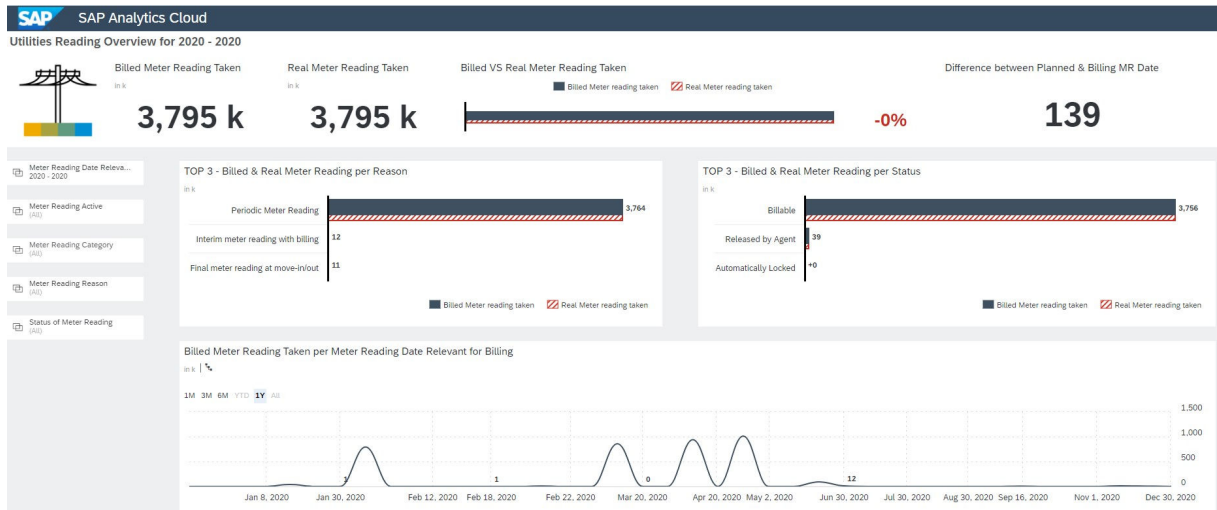 SAP SAP Analytics Cloud
Utilities Reading Overview for 2020 - 2020
Billed Meter Reading Taken
in k
3,795 k
Real Meter Reading Taken
in k
3,795 k
Billed VS Real Meter Reading Taken
Billed Meter reading taken Real Meter reading taken
-0%
Difference between Planned & Billing MR Date
139
Meter Reading Date Releva...
2020 - 2020
Meter Reading Active
(All)
Meter Reading Category
(All)
Meter Reading Reason
(All)
Status of Meter Reading
(All)
TOP 3 - Billed & Real Meter Reading per Reason
in k
Periodic Meter Reading 3,764
Interim meter reading with billing 12
Final meter reading at move-in/out 11
Billed Meter reading taken Real Meter reading taken
TOP 3 - Billed & Real Meter Reading per Status
in k
Billable 3,756
Released by Agent 39
Automatically Locked +0
Billed Meter reading taken Real Meter reading taken
Billed Meter Reading Taken per Meter Reading Date Relevant for Billing
in k
1M 3M 6M YTD 1Y All
1,500
1,000
500
0
1 1 0 12
Jan 8, 2020 Jan 30, 2020 Feb 12, 2020 Feb 18, 2020 Feb 22, 2020 Mar 20, 2020 Apr 20, 2020 May 2, 2020 Jun 30, 2020 Jul 30, 2020 Aug 30, 2020 Sep 16, 2020 Nov 1, 2020 Dec 30, 2020